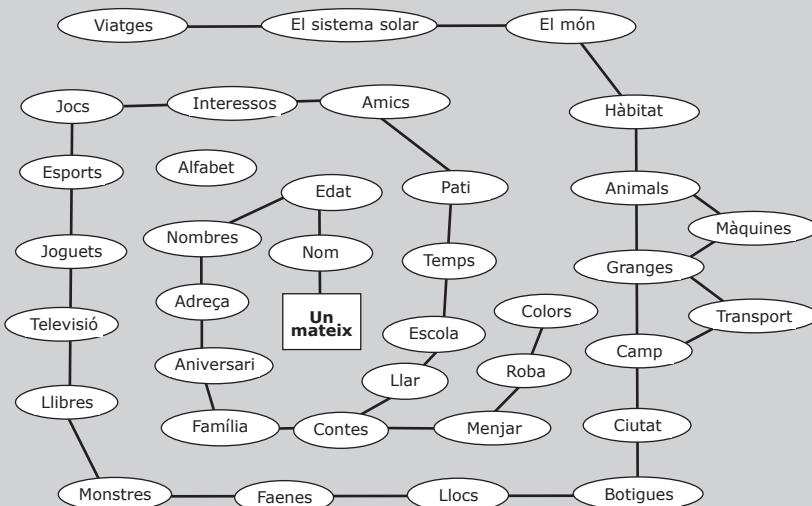 Viatges
El sistema solar
El món
Jocs
Interessos
Amics
Hàbitat
Esports
Alfabet
Edat
Pati
Animals
Màquines
Nombres
Nom
Joguets
Temps
Granges
Adreça
Un
mateix
Colors
Televisió
Escola
Transport
Camp
Aniversari
Llar
Roba
Llibres
Família
Contes
Menjar
Ciutat
Monstres
Faenes
Llocs
Botigues